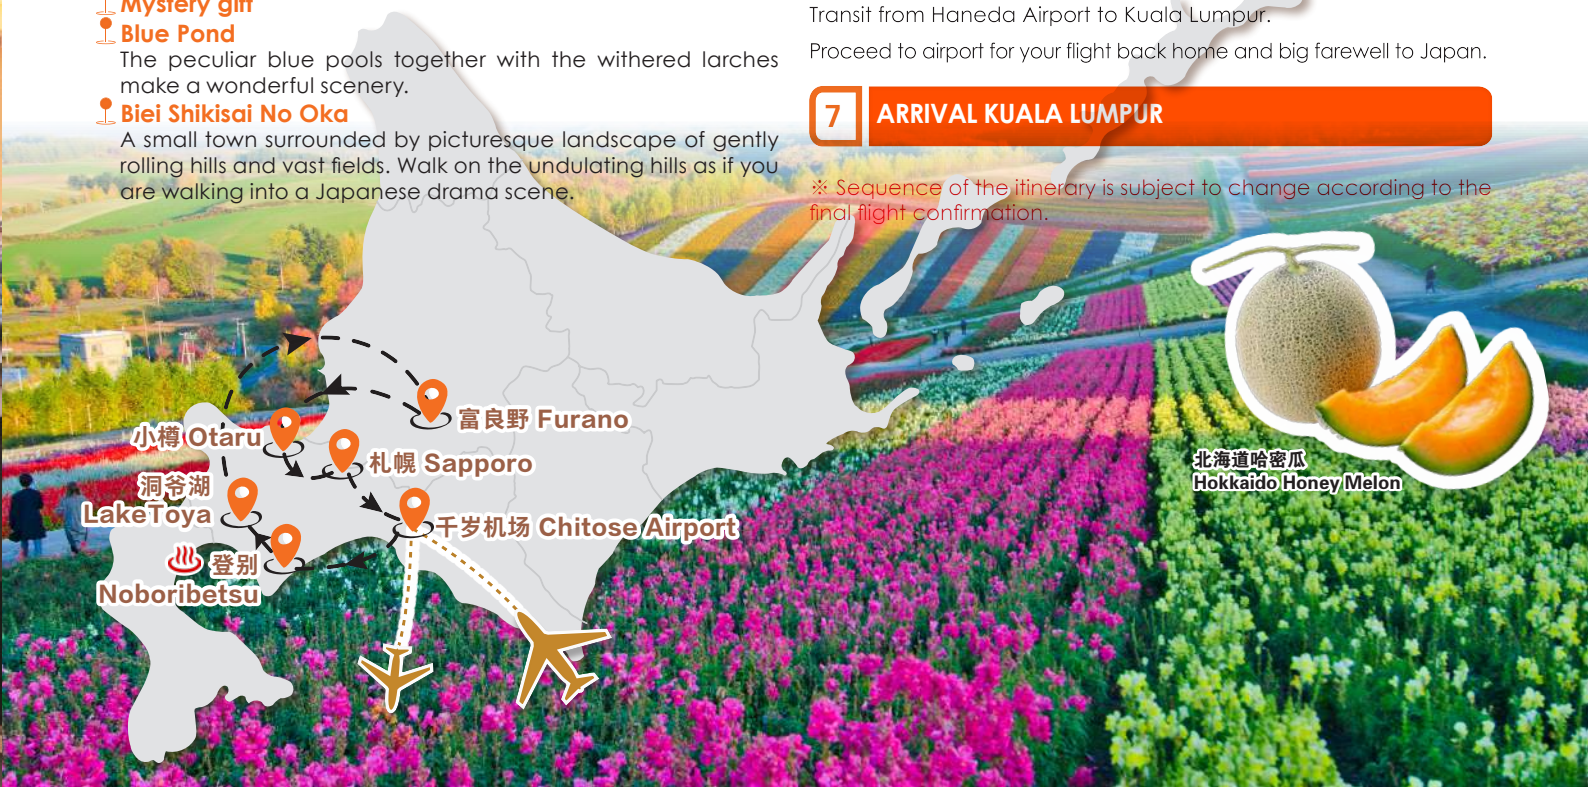 Mystery gift
Blue Pond
The peculiar blue pools together with the withered larches
make a wonderful scenery.
Biei Shikisai No Oka
A small town surrounded by picturesque landscape of gently
rolling hills and vast fields. Walk on the undulating hills as if you
are walking into a Japanese drama scene.
Transit from Haneda Airport to Kuala Lumpur.
Proceed to airport for your flight back home and big farewell to Japan.
7 ARRIVAL KUALA LUMPUR
※ Sequence of the itinerary is subject to change according to the
final flight confirmation.
富良野 Furano
小樽 Otaru
札幌 Sapporo
洞爷湖
Lake Toya
千岁机场 Chitose Airport
登别
Noboribetsu
北海道哈密瓜
Hokkaido Honey Melon